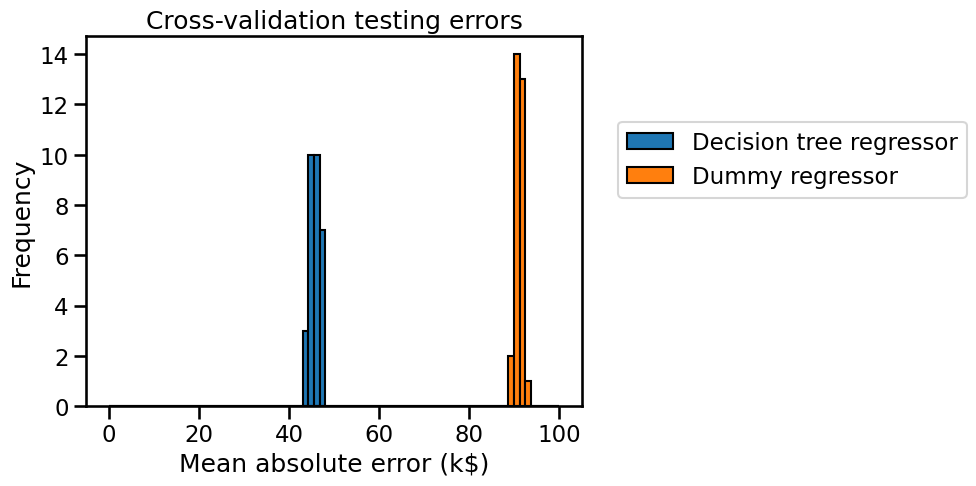 Cross-validation testing errors
Frequency
14
12
10
8
6
4
2
0
0 20 40 60 80 100
Mean absolute error (k$)
Decision tree regressor
Dummy regressor